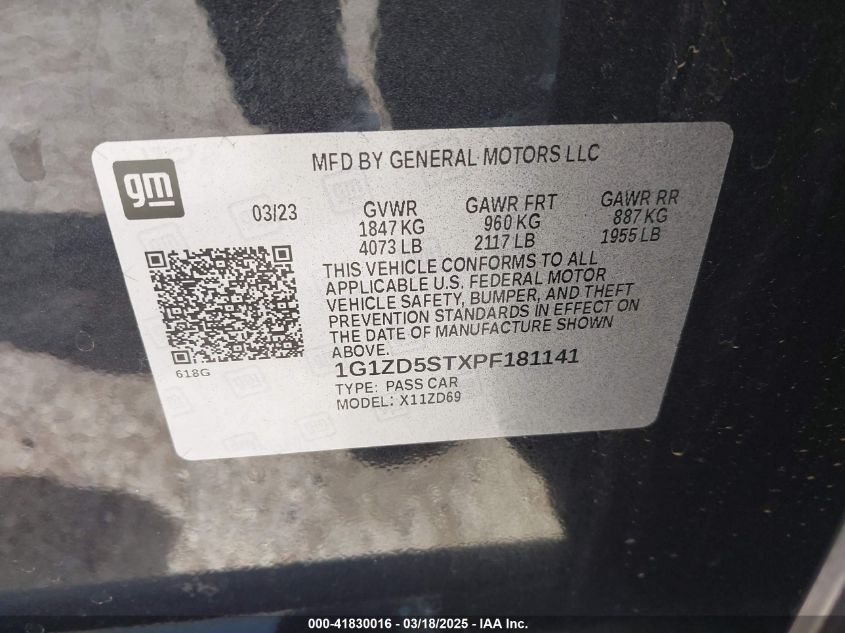 MFD BY GENERAL MOTORS LLC
gm
03/23
GVWR
1847 KG
4073 LB
GAWR FRT
960 KG
2117 LB
GAWR RR
887 KG
1955 LB
THIS VEHICLE CONFORMS TO ALL
APPLICABLE U.S. FEDERAL MOTOR
VEHICLE SAFETY, BUMPER, AND THEFT
PREVENTION STANDARDS IN EFFECT ON
THE DATE OF MANUFACTURE SHOWN
ABOVE.
618G
1G1ZD5STXPF181141
TYPE: PASS CAR
MODEL: X11ZD69
000-41830016 — 03/18/2025 — IAA Inc.